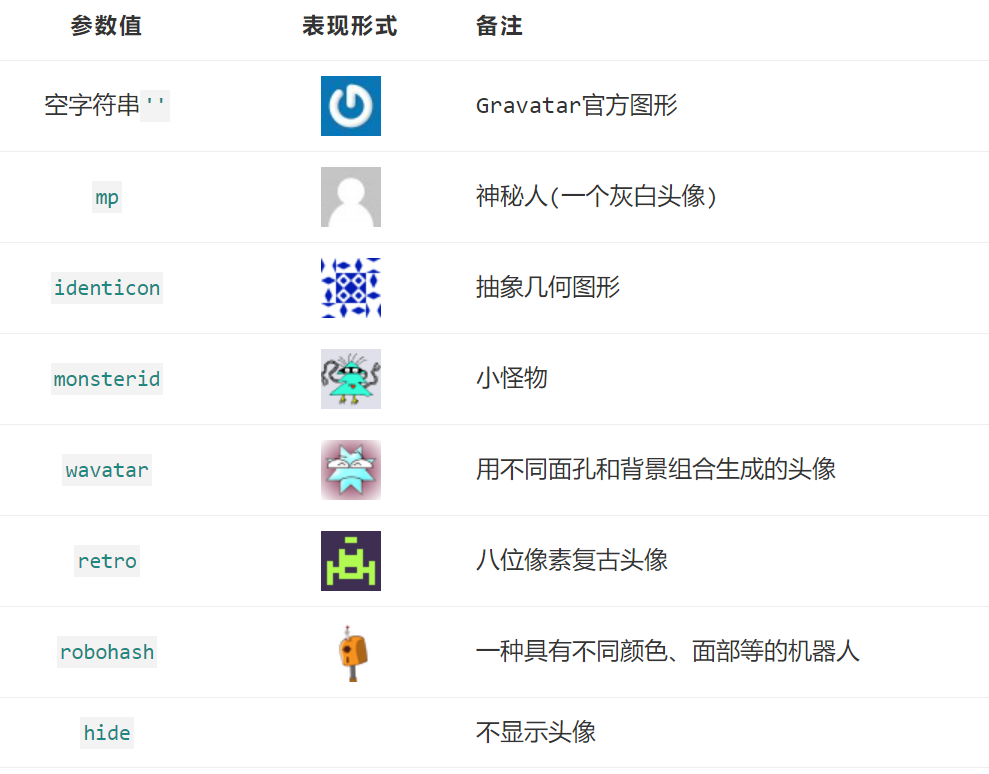 参数值 表现形式 备注
空字符串'' Gravatar官方图形
mp 神秘人(一个灰白头像)
identicon 抽象几何图形
monsterid 小怪物
wavatar 用不同面孔和背景组合生成的头像
retro 八位像素复古头像
robohash 一种具有不同颜色、面部等的机器人
hide 不显示头像